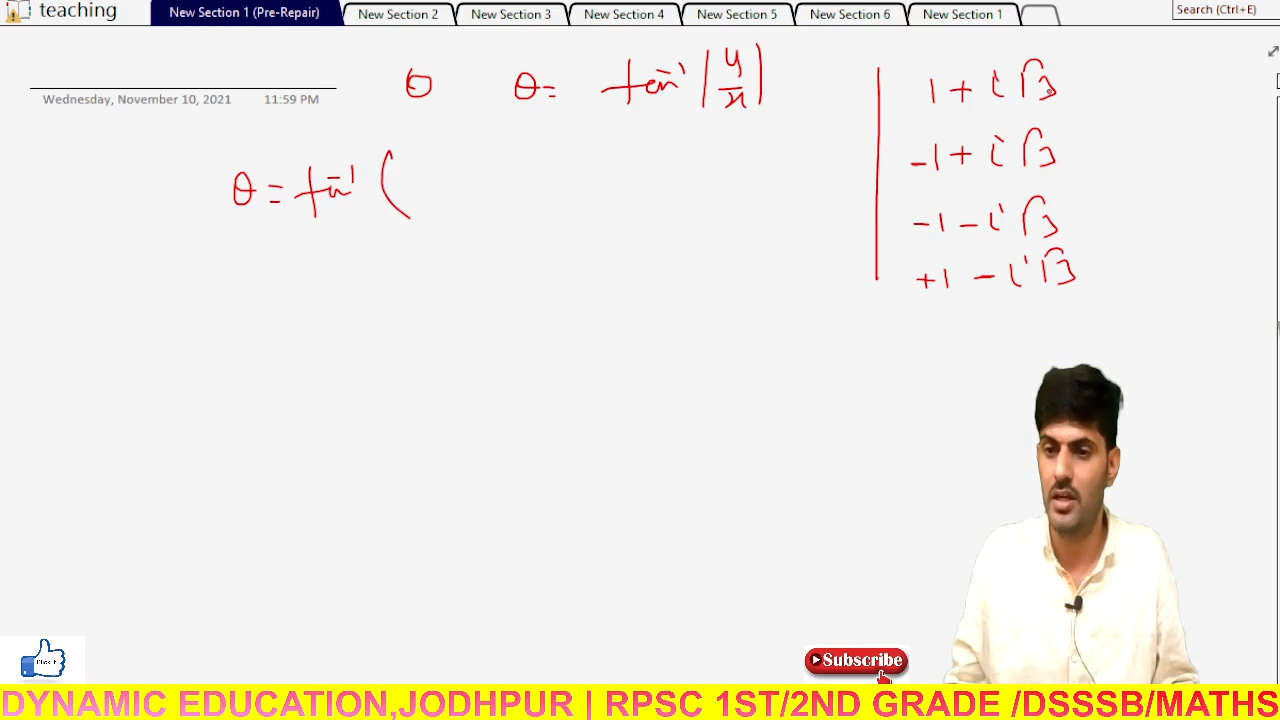 teaching
New Section 1 (Pre-Repair) New Section 2 New Section 3 New Section 4 New Section 5 New Section 6 New Section 1
Search (Ctrl+E)
Wednesday, November 10, 2021 11:59 PM
θ θ = tan⁻¹ |y/x|
θ = tan⁻¹ (
1 + i √3
-1 + i √3
-1 - i √3
+1 - i √3
Subscribe
DYNAMIC EDUCATION,JODHPUR | RPSC 1ST/2ND GRADE /DSSSB/MATHS